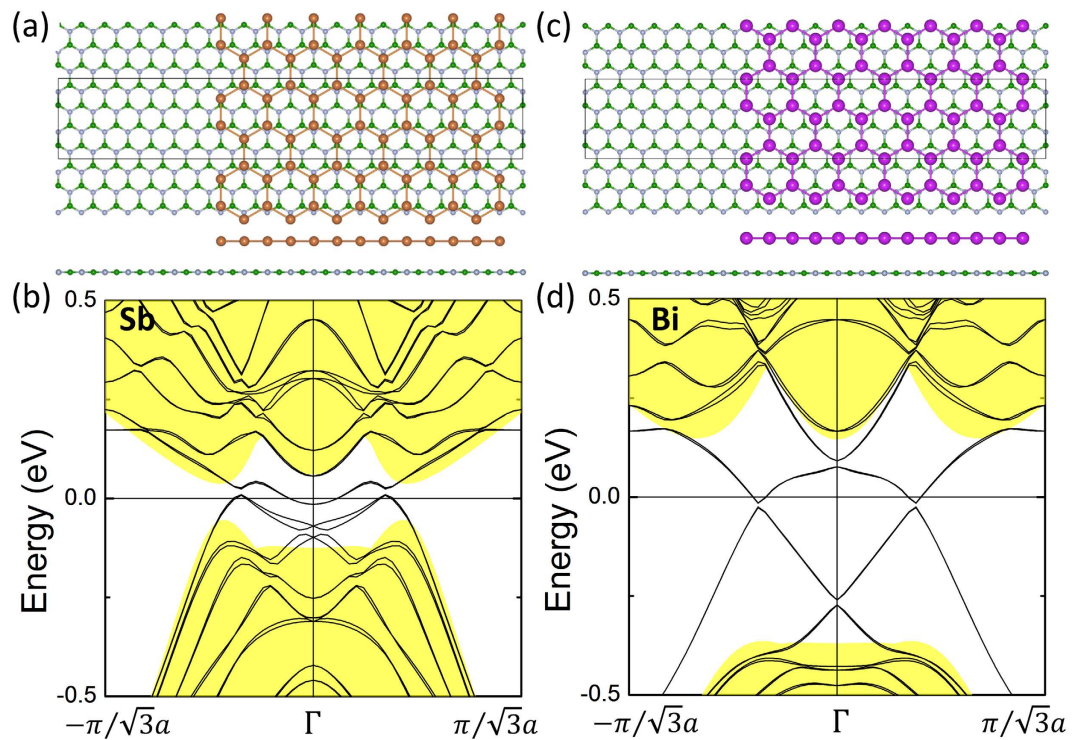 (a)
(c)
(b)
(d)
0.5
Sb
0.0
-0.5
Energy (eV)
−π/√3a
Γ
π/√3a
0.5
Bi
0.0
-0.5
Energy (eV)
−π/√3a
Γ
π/√3a